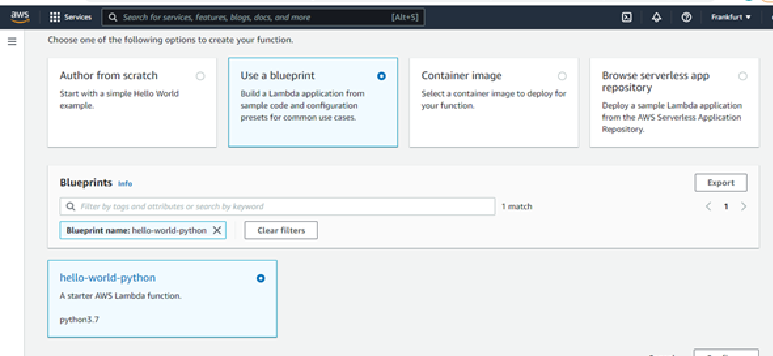 aws
Services
Search for services, features, blogs, docs, and more
[Alt+S]
Frankfurt
Choose one of the following options to create your function.
Author from scratch
Start with a simple Hello World
example.
Use a blueprint
Build a Lambda application from
sample code and configuration
presets for common use cases.
Container image
Select a container image to deploy for
your function.
Browse serverless app
repository
Deploy a sample Lambda application
from the AWS Serverless Application
Repository.
Blueprints Info
Export
Filter by tags and attributes or search by keyword
1 match
1
Blueprint name: hello-world-python
Clear filters
hello-world-python
A starter AWS Lambda function.
python3.7